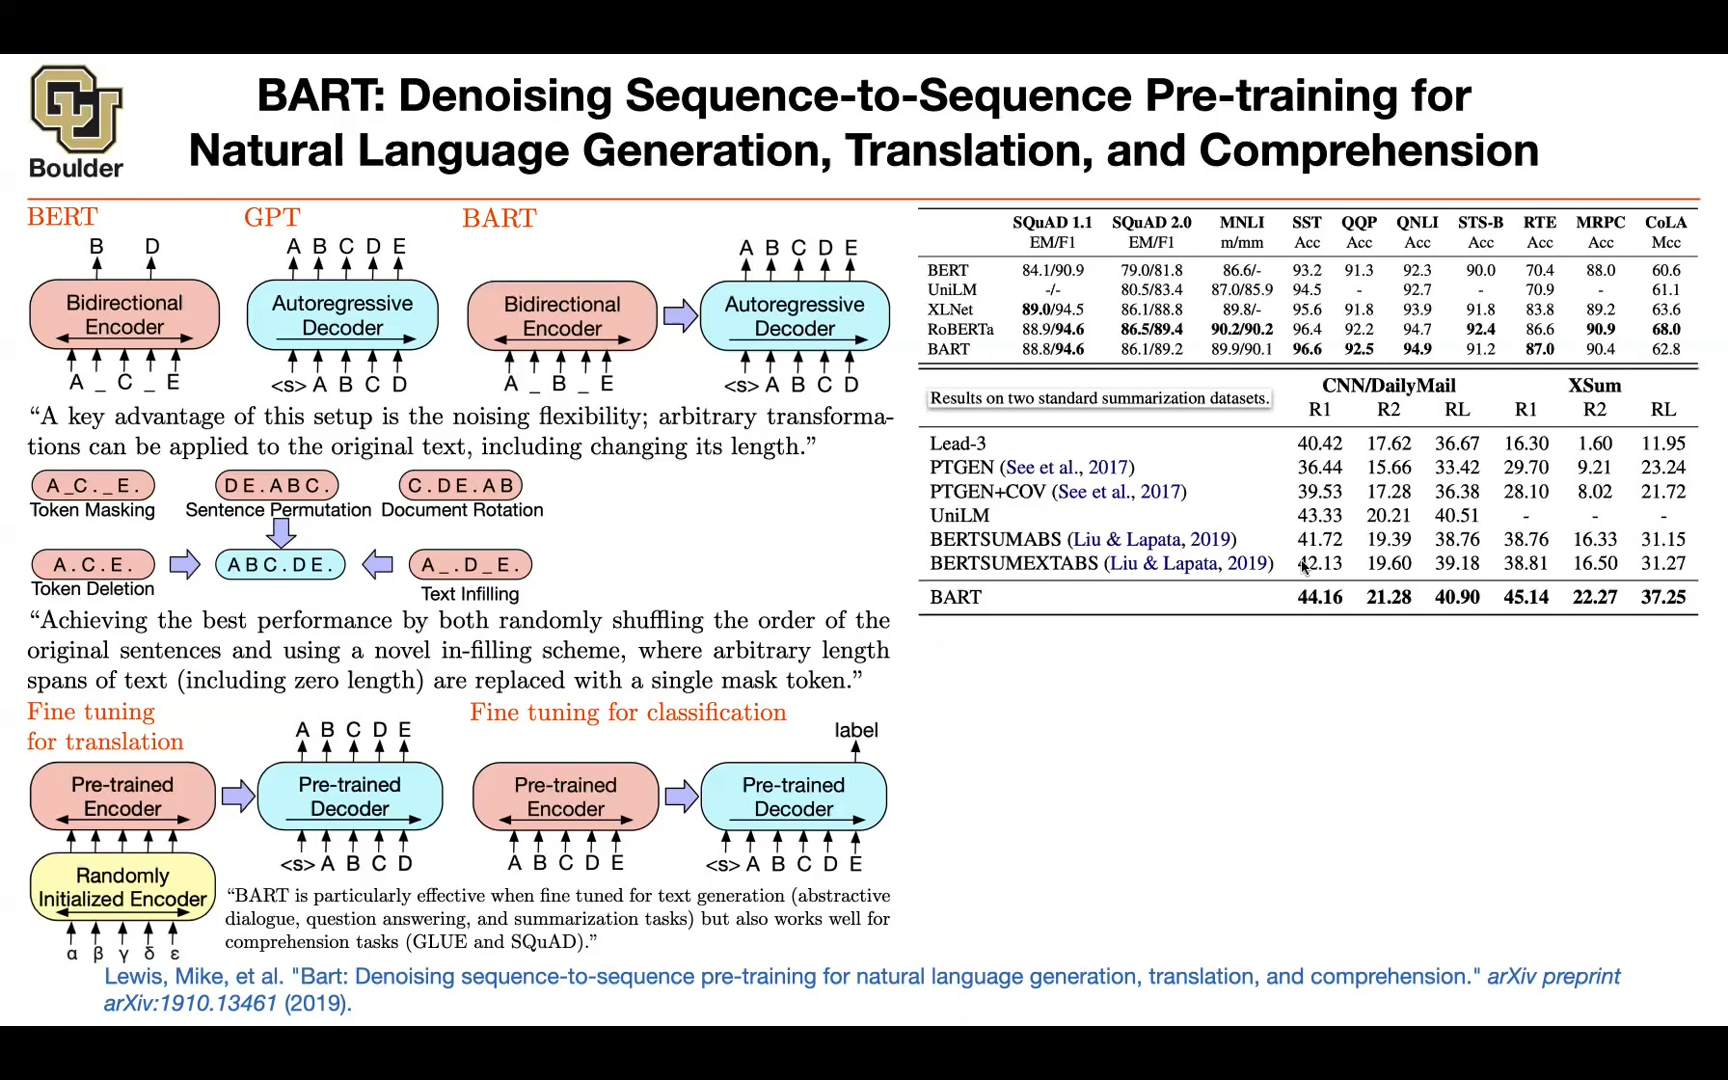 BART: Denoising Sequence-to-Sequence Pre-training for
Natural Language Generation, Translation, and Comprehension
CU
Boulder
BERT
B D
Bidirectional
Encoder
A _ C _ E
GPT
A B C D E
Autoregressive
Decoder
<s> A B C D
BART
Bidirectional
Encoder
A _ B _ E
A B C D E
Autoregressive
Decoder
<s> A B C D
“A key advantage of this setup is the noising flexibility; arbitrary transforma-
tions can be applied to the original text, including changing its length.”
A _ C . _ E .
Token Masking
D E . A B C .
Sentence Permutation
C . D E . A B
Document Rotation
A . C . E .
Token Deletion
A B C . D E .
A _ . D _ E .
Text Infilling
“Achieving the best performance by both randomly shuffling the order of the
original sentences and using a novel in-filling scheme, where arbitrary length
spans of text (including zero length) are replaced with a single mask token.”
Fine tuning
for translation
A B C D E
Pre-trained
Encoder
Pre-trained
Decoder
<s> A B C D
Randomly
Initialized Encoder
α β γ δ ε
Fine tuning for classification
label
Pre-trained
Encoder
Pre-trained
Decoder
A B C D E
<s> A B C D E
“BART is particularly effective when fine tuned for text generation (abstractive
dialogue, question answering, and summarization tasks) but also works well for
comprehension tasks (GLUE and SQuAD).”
SQuAD 1.1 SQuAD 2.0 MNLI SST QQP QNLI STS-B RTE MRPC CoLA
EM/F1 EM/F1 m/mm Acc Acc Acc Acc Acc Acc Mcc
BERT 84.1/90.9 79.0/81.8 86.6/- 93.2 91.3 92.3 90.0 70.4 88.0 60.6
UniLM -/- 80.5/83.4 87.0/85.9 94.5 - 92.7 - 70.9 - 61.1
XLNet 89.0/94.5 86.1/88.8 89.8/- 95.6 91.8 93.9 91.8 83.8 89.2 63.6
RoBERTa 88.9/94.6 86.5/89.4 90.2/90.2 96.4 92.2 94.7 92.4 86.6 90.9 68.0
BART 88.8/94.6 86.1/89.2 89.9/90.1 96.6 92.5 94.9 91.2 87.0 90.4 62.8
CNN/DailyMail XSum
Results on two standard summarization datasets.
R1 R2 RL R1 R2 RL
Lead-3 40.42 17.62 36.67 16.30 1.60 11.95
PTGEN (See et al., 2017) 36.44 15.66 33.42 29.70 9.21 23.24
PTGEN+COV (See et al., 2017) 39.53 17.28 36.38 28.10 8.02 21.72
UniLM 43.33 20.21 40.51 - - -
BERTSUMABS (Liu & Lapata, 2019) 41.72 19.39 38.76 38.76 16.33 31.15
BERTSUMEXTABS (Liu & Lapata, 2019) 42.13 19.60 39.18 38.81 16.50 31.27
BART 44.16 21.28 40.90 45.14 22.27 37.25
Lewis, Mike, et al. "Bart: Denoising sequence-to-sequence pre-training for natural language generation, translation, and comprehension." arXiv preprint
arXiv:1910.13461 (2019).